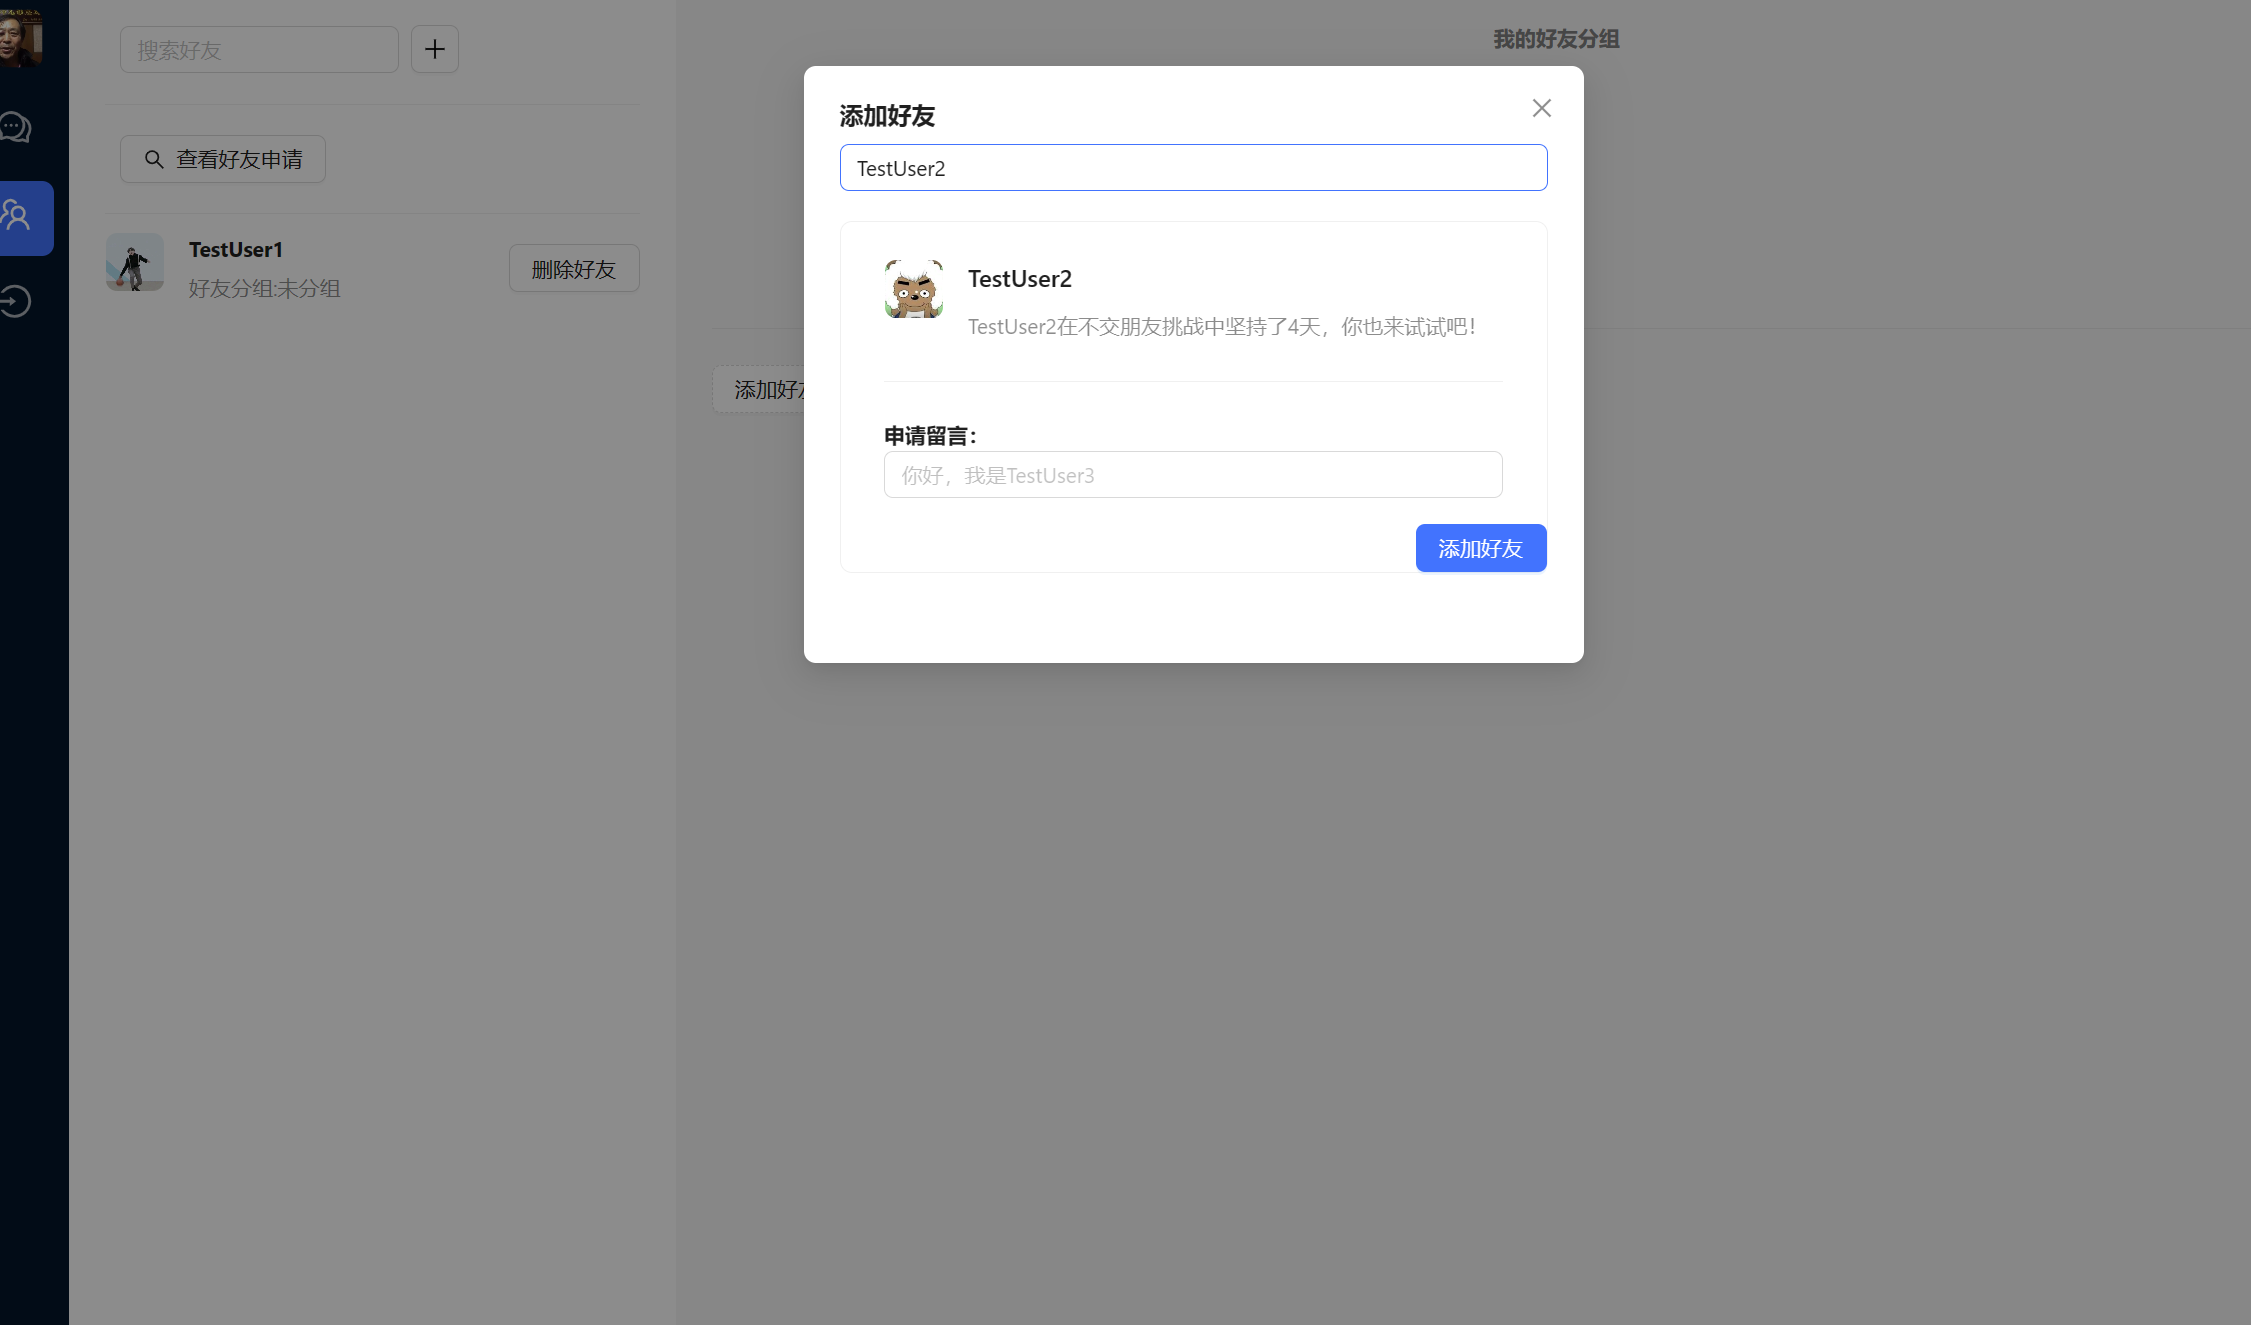 搜索好友
查看好友申请
TestUser1
好友分组:未分组
删除好友
我的好友分组
添加好
添加好友
TestUser2
TestUser2
TestUser2在不交朋友挑战中坚持了4天，你也来试试吧！
申请留言：
你好，我是TestUser3
添加好友